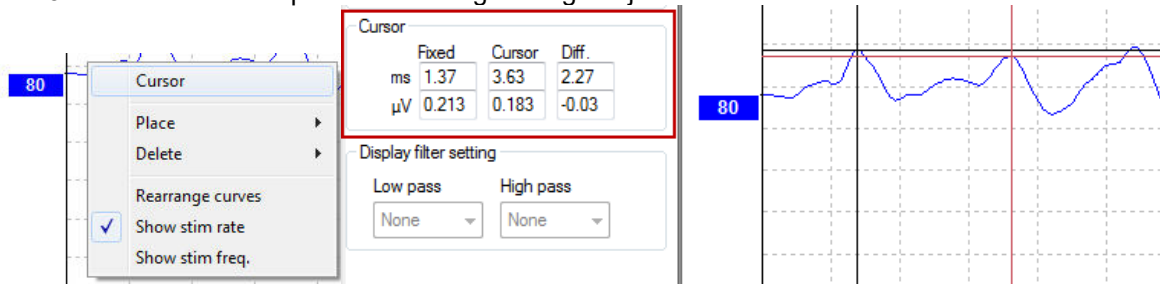 80
Cursor
Place
Delete
Rearrange curves
Show stim rate
Show stim freq.
Cursor
Fixed Cursor Diff.
ms 1.37 3.63 2.27
µV 0.213 0.183 -0.03
Display filter setting
Low pass High pass
None None
80